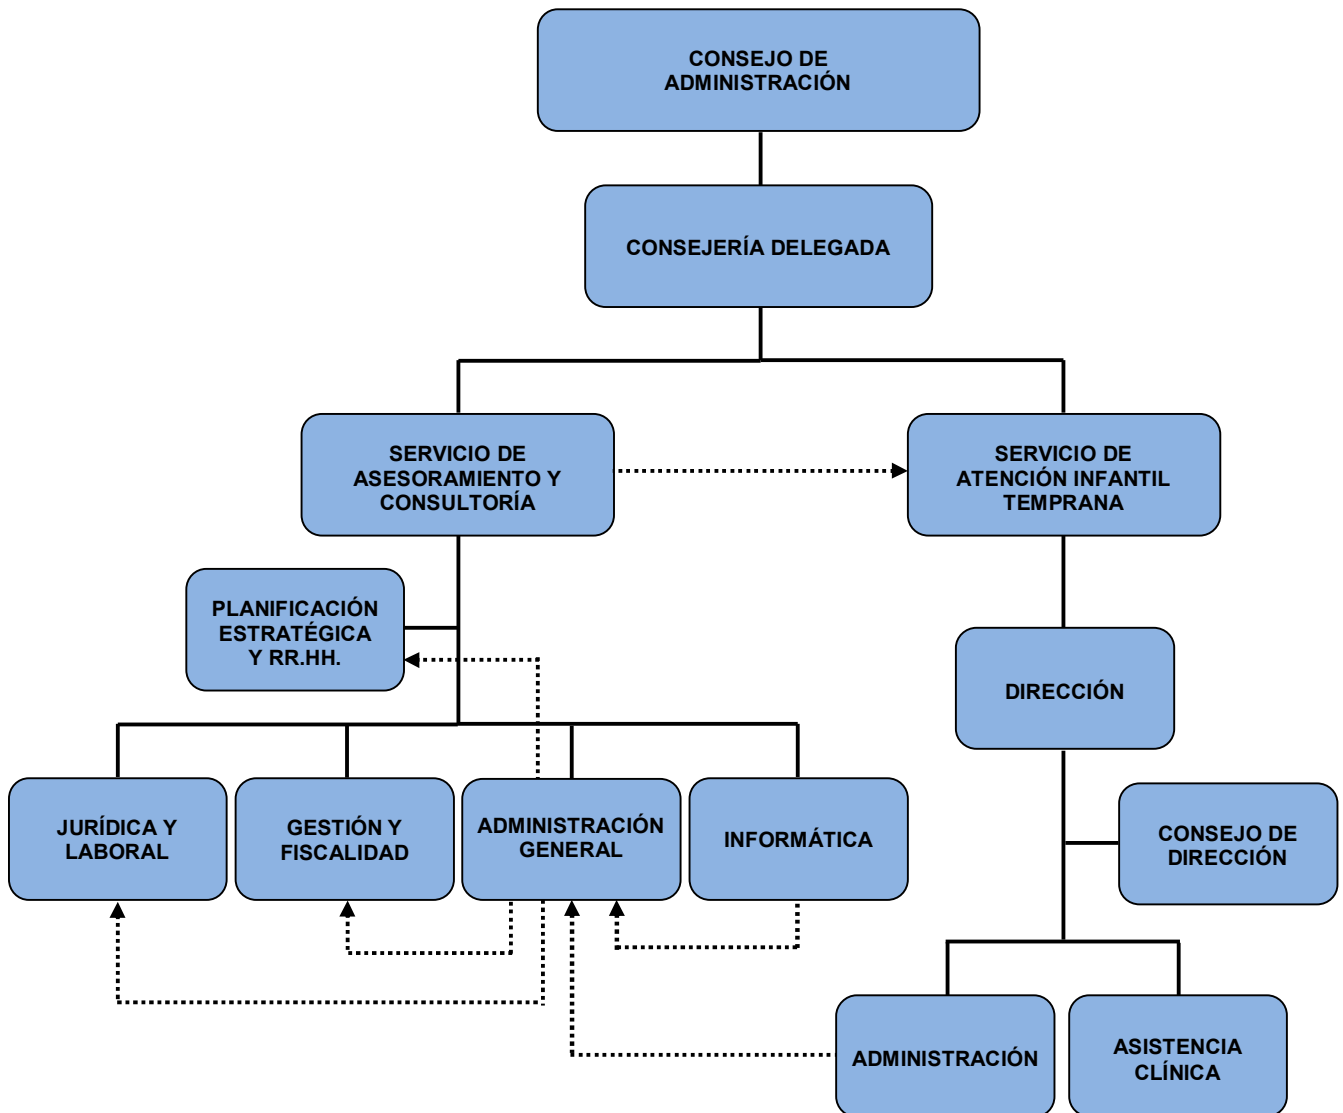 CONSEJO DE
ADMINISTRACIÓN
CONSEJERÍA DELEGADA
SERVICIO DE
ASESORAMIENTO Y
CONSULTORÍA
SERVICIO DE
ATENCIÓN INFANTIL
TEMPRANA
PLANIFICACIÓN
ESTRATÉGICA
Y RR.HH.
DIRECCIÓN
JURÍDICA Y
LABORAL
GESTIÓN Y
FISCALIDAD
ADMINISTRACIÓN
GENERAL
INFORMÁTICA
CONSEJO DE
DIRECCIÓN
ADMINISTRACIÓN
ASISTENCIA
CLÍNICA